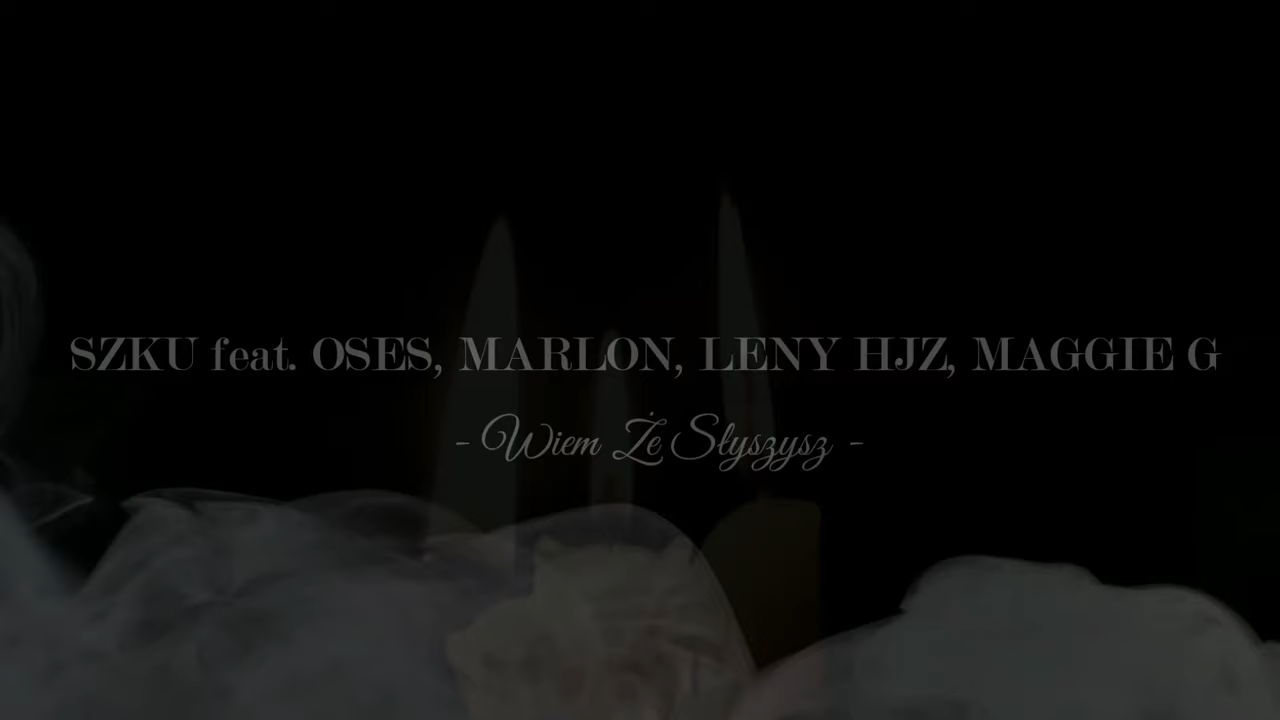 SZKU feat. OSES, MARLON, LENY HJZ, MAGGIE G
- Wiem Że Słyszysz -